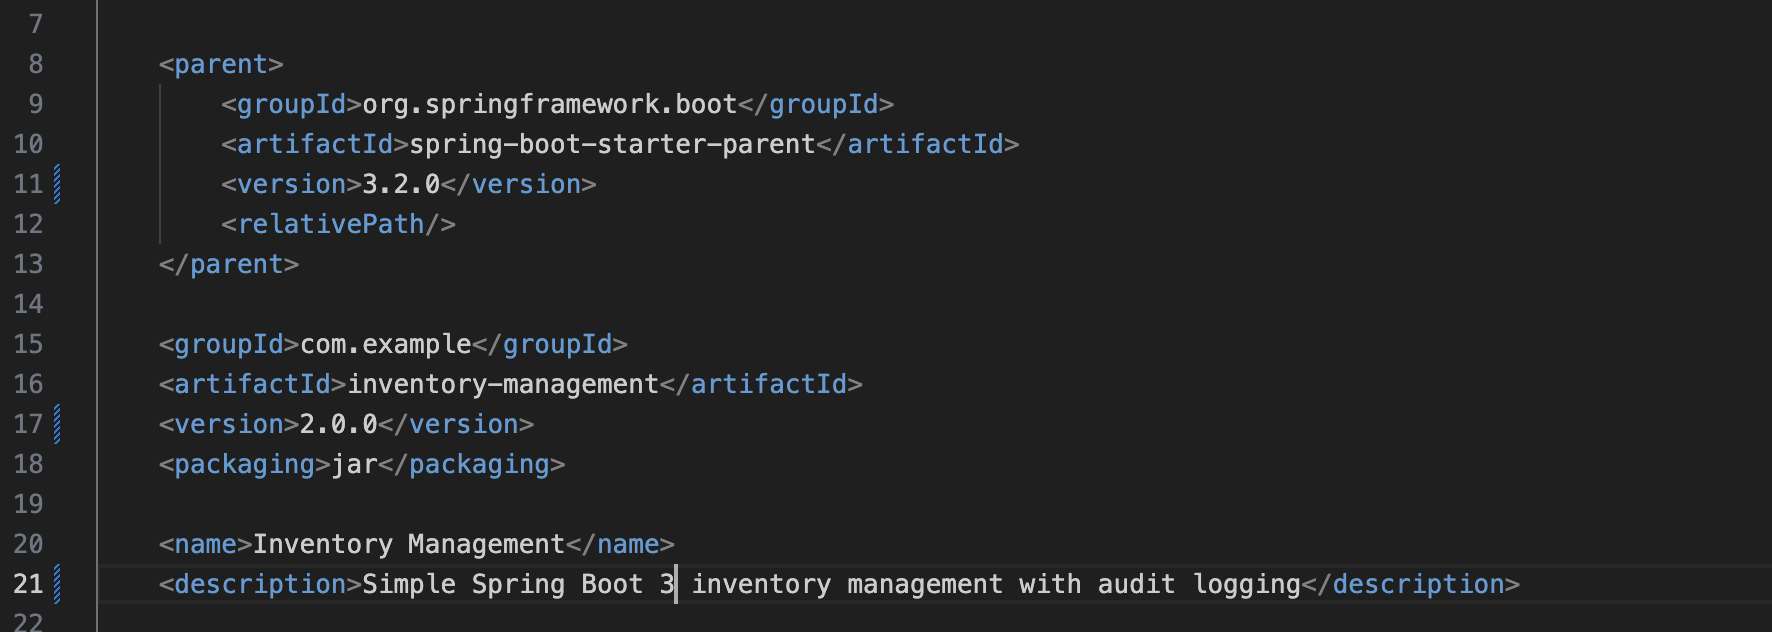 7
8 <parent>
9 <groupId>org.springframework.boot</groupId>
10 <artifactId>spring-boot-starter-parent</artifactId>
11 <version>3.2.0</version>
12 <relativePath/>
13 </parent>
14
15 <groupId>com.example</groupId>
16 <artifactId>inventory-management</artifactId>
17 <version>2.0.0</version>
18 <packaging>jar</packaging>
19
20 <name>Inventory Management</name>
21 <description>Simple Spring Boot 3 inventory management with audit logging</description>
22